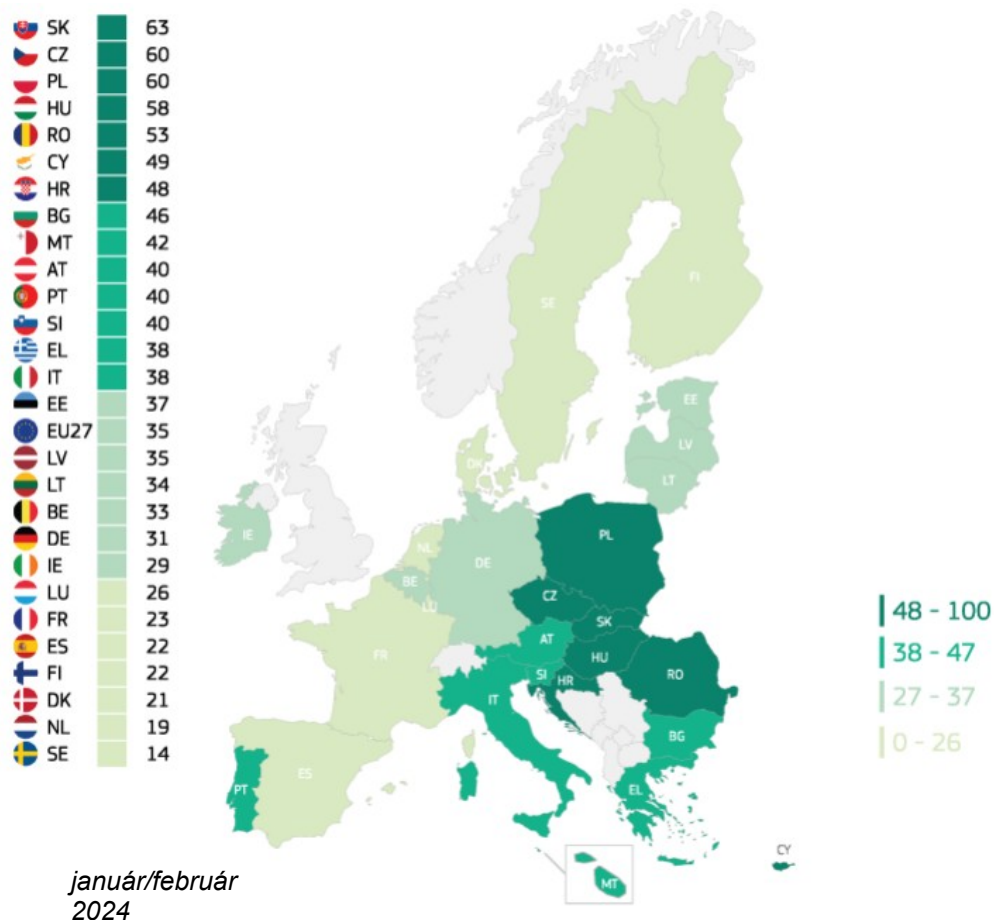 SK 63
CZ 60
PL 60
HU 58
RO 53
CY 49
HR 48
BG 46
MT 42
AT 40
PT 40
SI 40
EL 38
IT 38
EE 37
EU27 35
LV 35
LT 34
BE 33
DE 31
IE 29
LU 26
FR 23
ES 22
FI 22
DK 21
NL 19
SE 14
FI
SE
EE
LV
DK
LT
IE
PL
NL
DE
BE
CZ
LU
SK
AT
FR
HU
SI
HR
RO
IT
BG
ES
PT
EL
CY
MT
48 - 100
38 - 47
27 - 37
0 - 26
január/február
2024